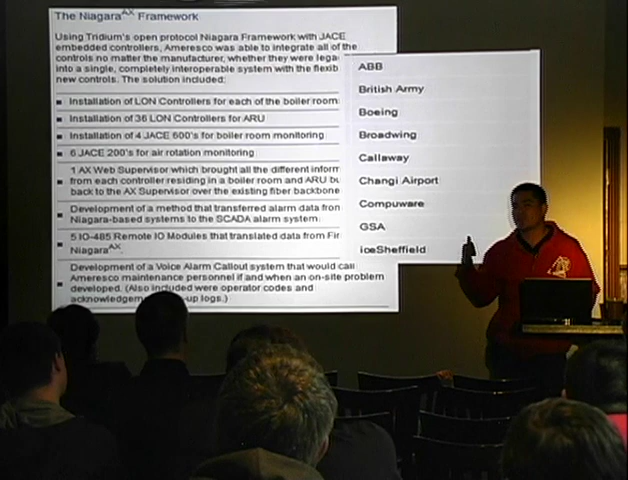 The Niagara^AX Framework
Using Tridium's open protocol Niagara Framework with JACE
embedded controllers, Ameresco was able to integrate all of the
controls no matter the manufacturer, whether they were lega
into a single, completely interoperable system with the flexib
new controls. The solution included:
Installation of LON Controllers for each of the boiler room
Installation of 36 LON Controllers for ARU
Installation of 4 JACE 600's for boiler room monitoring
6 JACE 200's for air rotation monitoring
1 AX Web Supervisor which brought all the different inform
from each controller residing in a boiler room and ARU bu
back to the AX Supervisor over the existing fiber backbone
Development of a method that transferred alarm data from
Niagara-based systems to the SCADA alarm system.
5 IO-485 Remote IO Modules that translated data from Fir
Niagara^AX.
Development of a Voice Alarm Callout system that would call
Ameresco maintenance personnel if and when an on-site problem
developed. (Also included were operator codes and
acknowledgem -up logs.)
ABB
British Army
Boeing
Broadwing
Callaway
Changi Airport
Compuware
GSA
iceSheffield